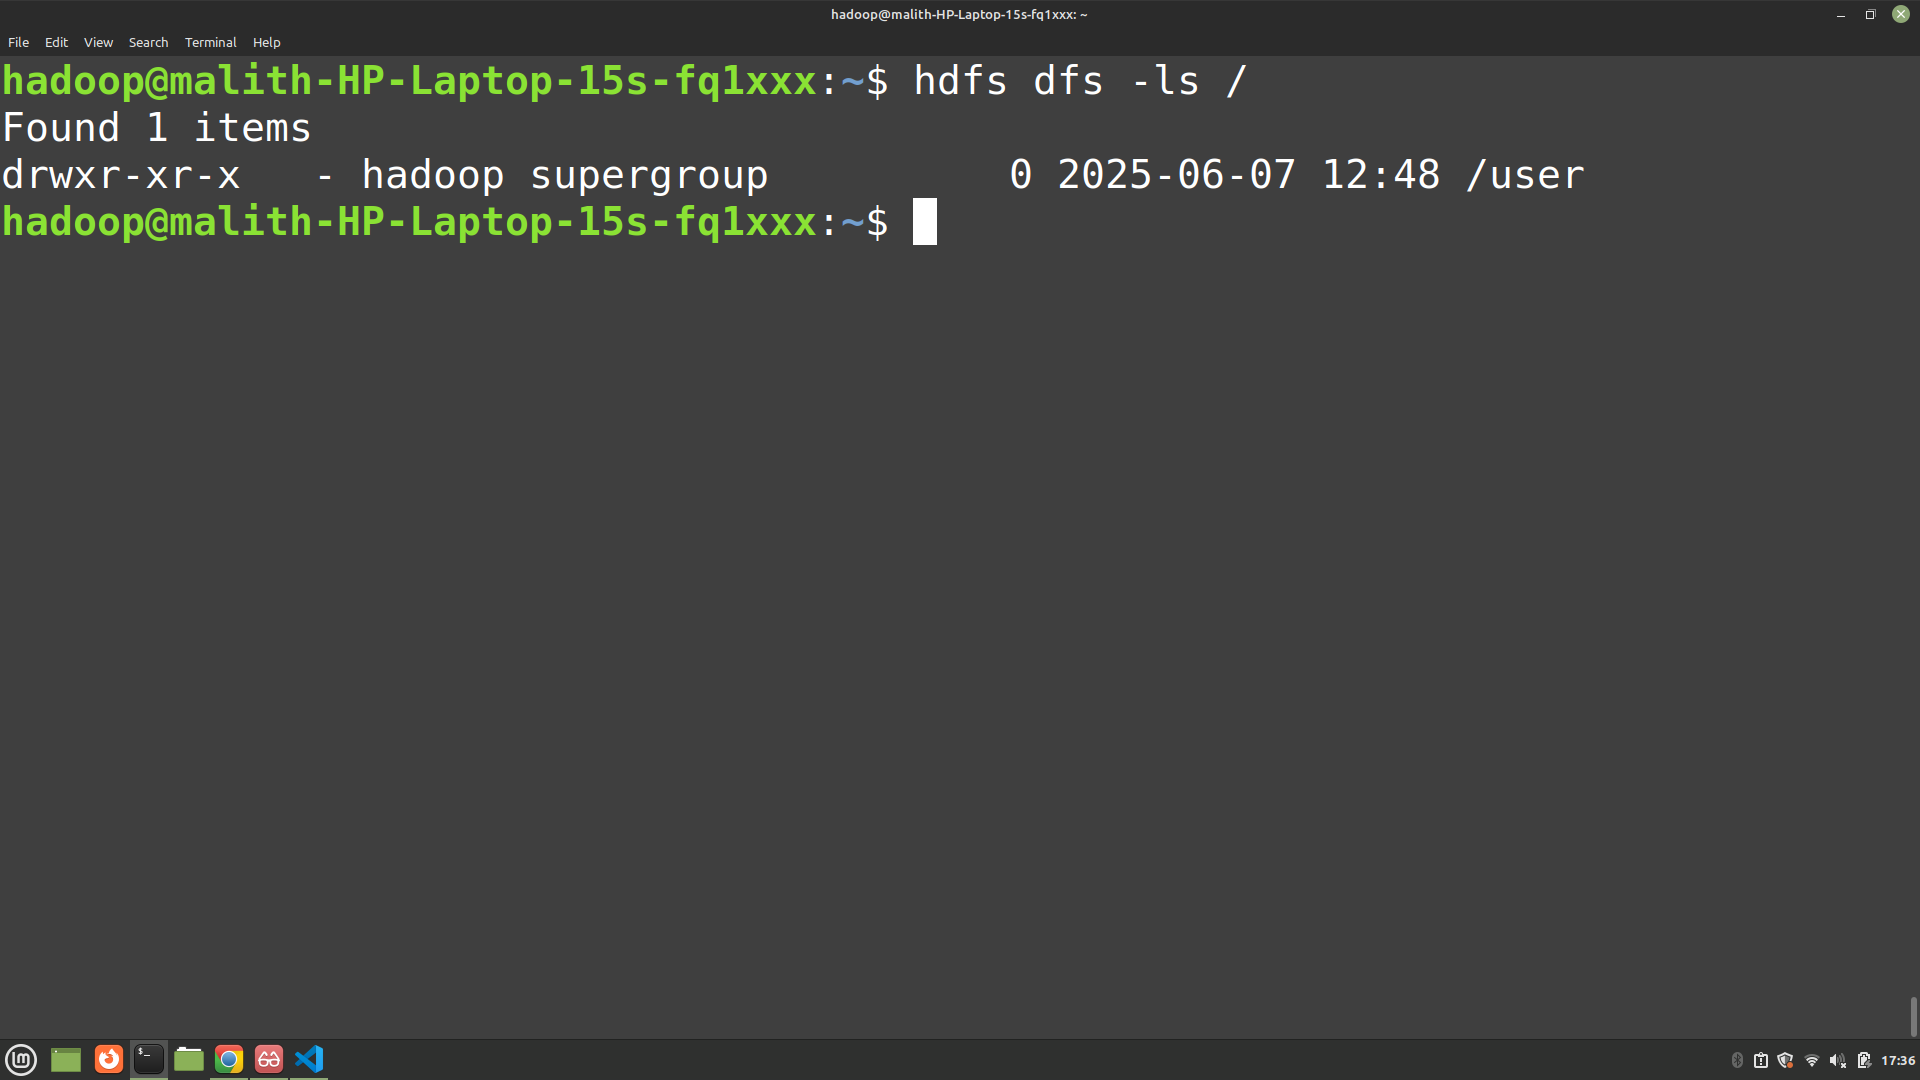 hadoop@malith-HP-Laptop-15s-fq1xxx: ~
File Edit View Search Terminal Help
hadoop@malith-HP-Laptop-15s-fq1xxx:~$ hdfs dfs -ls /
Found 1 items
drwxr-xr-x   - hadoop supergroup          0 2025-06-07 12:48 /user
hadoop@malith-HP-Laptop-15s-fq1xxx:~$
17:36